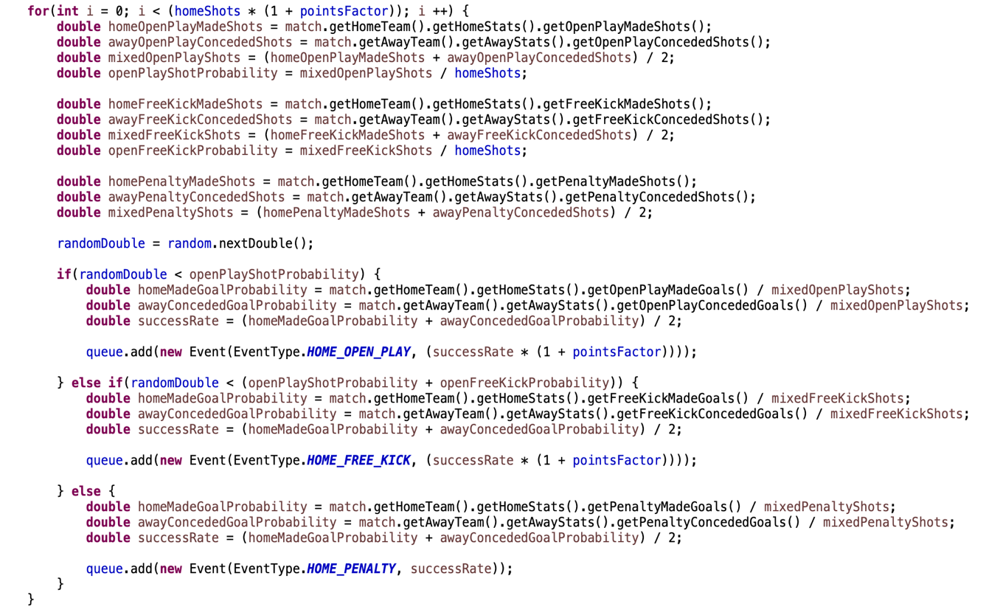 for(int i = 0; i < (homeShots * (1 + pointsFactor)); i ++) {
    double homeOpenPlayMadeShots = match.getHomeTeam().getHomeStats().getOpenPlayMadeShots();
    double awayOpenPlayConcededShots = match.getAwayTeam().getAwayStats().getOpenPlayConcededShots();
    double mixedOpenPlayShots = (homeOpenPlayMadeShots + awayOpenPlayConcededShots) / 2;
    double openPlayShotProbability = mixedOpenPlayShots / homeShots;

    double homeFreeKickMadeShots = match.getHomeTeam().getHomeStats().getFreeKickMadeShots();
    double awayFreeKickConcededShots = match.getAwayTeam().getAwayStats().getFreeKickConcededShots();
    double mixedFreeKickShots = (homeFreeKickMadeShots + awayFreeKickConcededShots) / 2;
    double openFreeKickProbability = mixedFreeKickShots / homeShots;

    double homePenaltyMadeShots = match.getHomeTeam().getHomeStats().getPenaltyMadeShots();
    double awayPenaltyConcededShots = match.getAwayTeam().getAwayStats().getPenaltyConcededShots();
    double mixedPenaltyShots = (homePenaltyMadeShots + awayPenaltyConcededShots) / 2;

    randomDouble = random.nextDouble();

    if(randomDouble < openPlayShotProbability) {
        double homeMadeGoalProbability = match.getHomeTeam().getHomeStats().getOpenPlayMadeGoals() / mixedOpenPlayShots;
        double awayConcededGoalProbability = match.getAwayTeam().getAwayStats().getOpenPlayConcededGoals() / mixedOpenPlayShots;
        double successRate = (homeMadeGoalProbability + awayConcededGoalProbability) / 2;

        queue.add(new Event(EventType.HOME_OPEN_PLAY, (successRate * (1 + pointsFactor))));

    } else if(randomDouble < (openPlayShotProbability + openFreeKickProbability)) {
        double homeMadeGoalProbability = match.getHomeTeam().getHomeStats().getFreeKickMadeGoals() / mixedFreeKickShots;
        double awayConcededGoalProbability = match.getAwayTeam().getAwayStats().getFreeKickConcededGoals() / mixedFreeKickShots;
        double successRate = (homeMadeGoalProbability + awayConcededGoalProbability) / 2;

        queue.add(new Event(EventType.HOME_FREE_KICK, (successRate * (1 + pointsFactor))));

    } else {
        double homeMadeGoalProbability = match.getHomeTeam().getHomeStats().getPenaltyMadeGoals() / mixedPenaltyShots;
        double awayConcededGoalProbability = match.getAwayTeam().getAwayStats().getPenaltyConcededGoals() / mixedPenaltyShots;
        double successRate = (homeMadeGoalProbability + awayConcededGoalProbability) / 2;

        queue.add(new Event(EventType.HOME_PENALTY, successRate));
    }
}